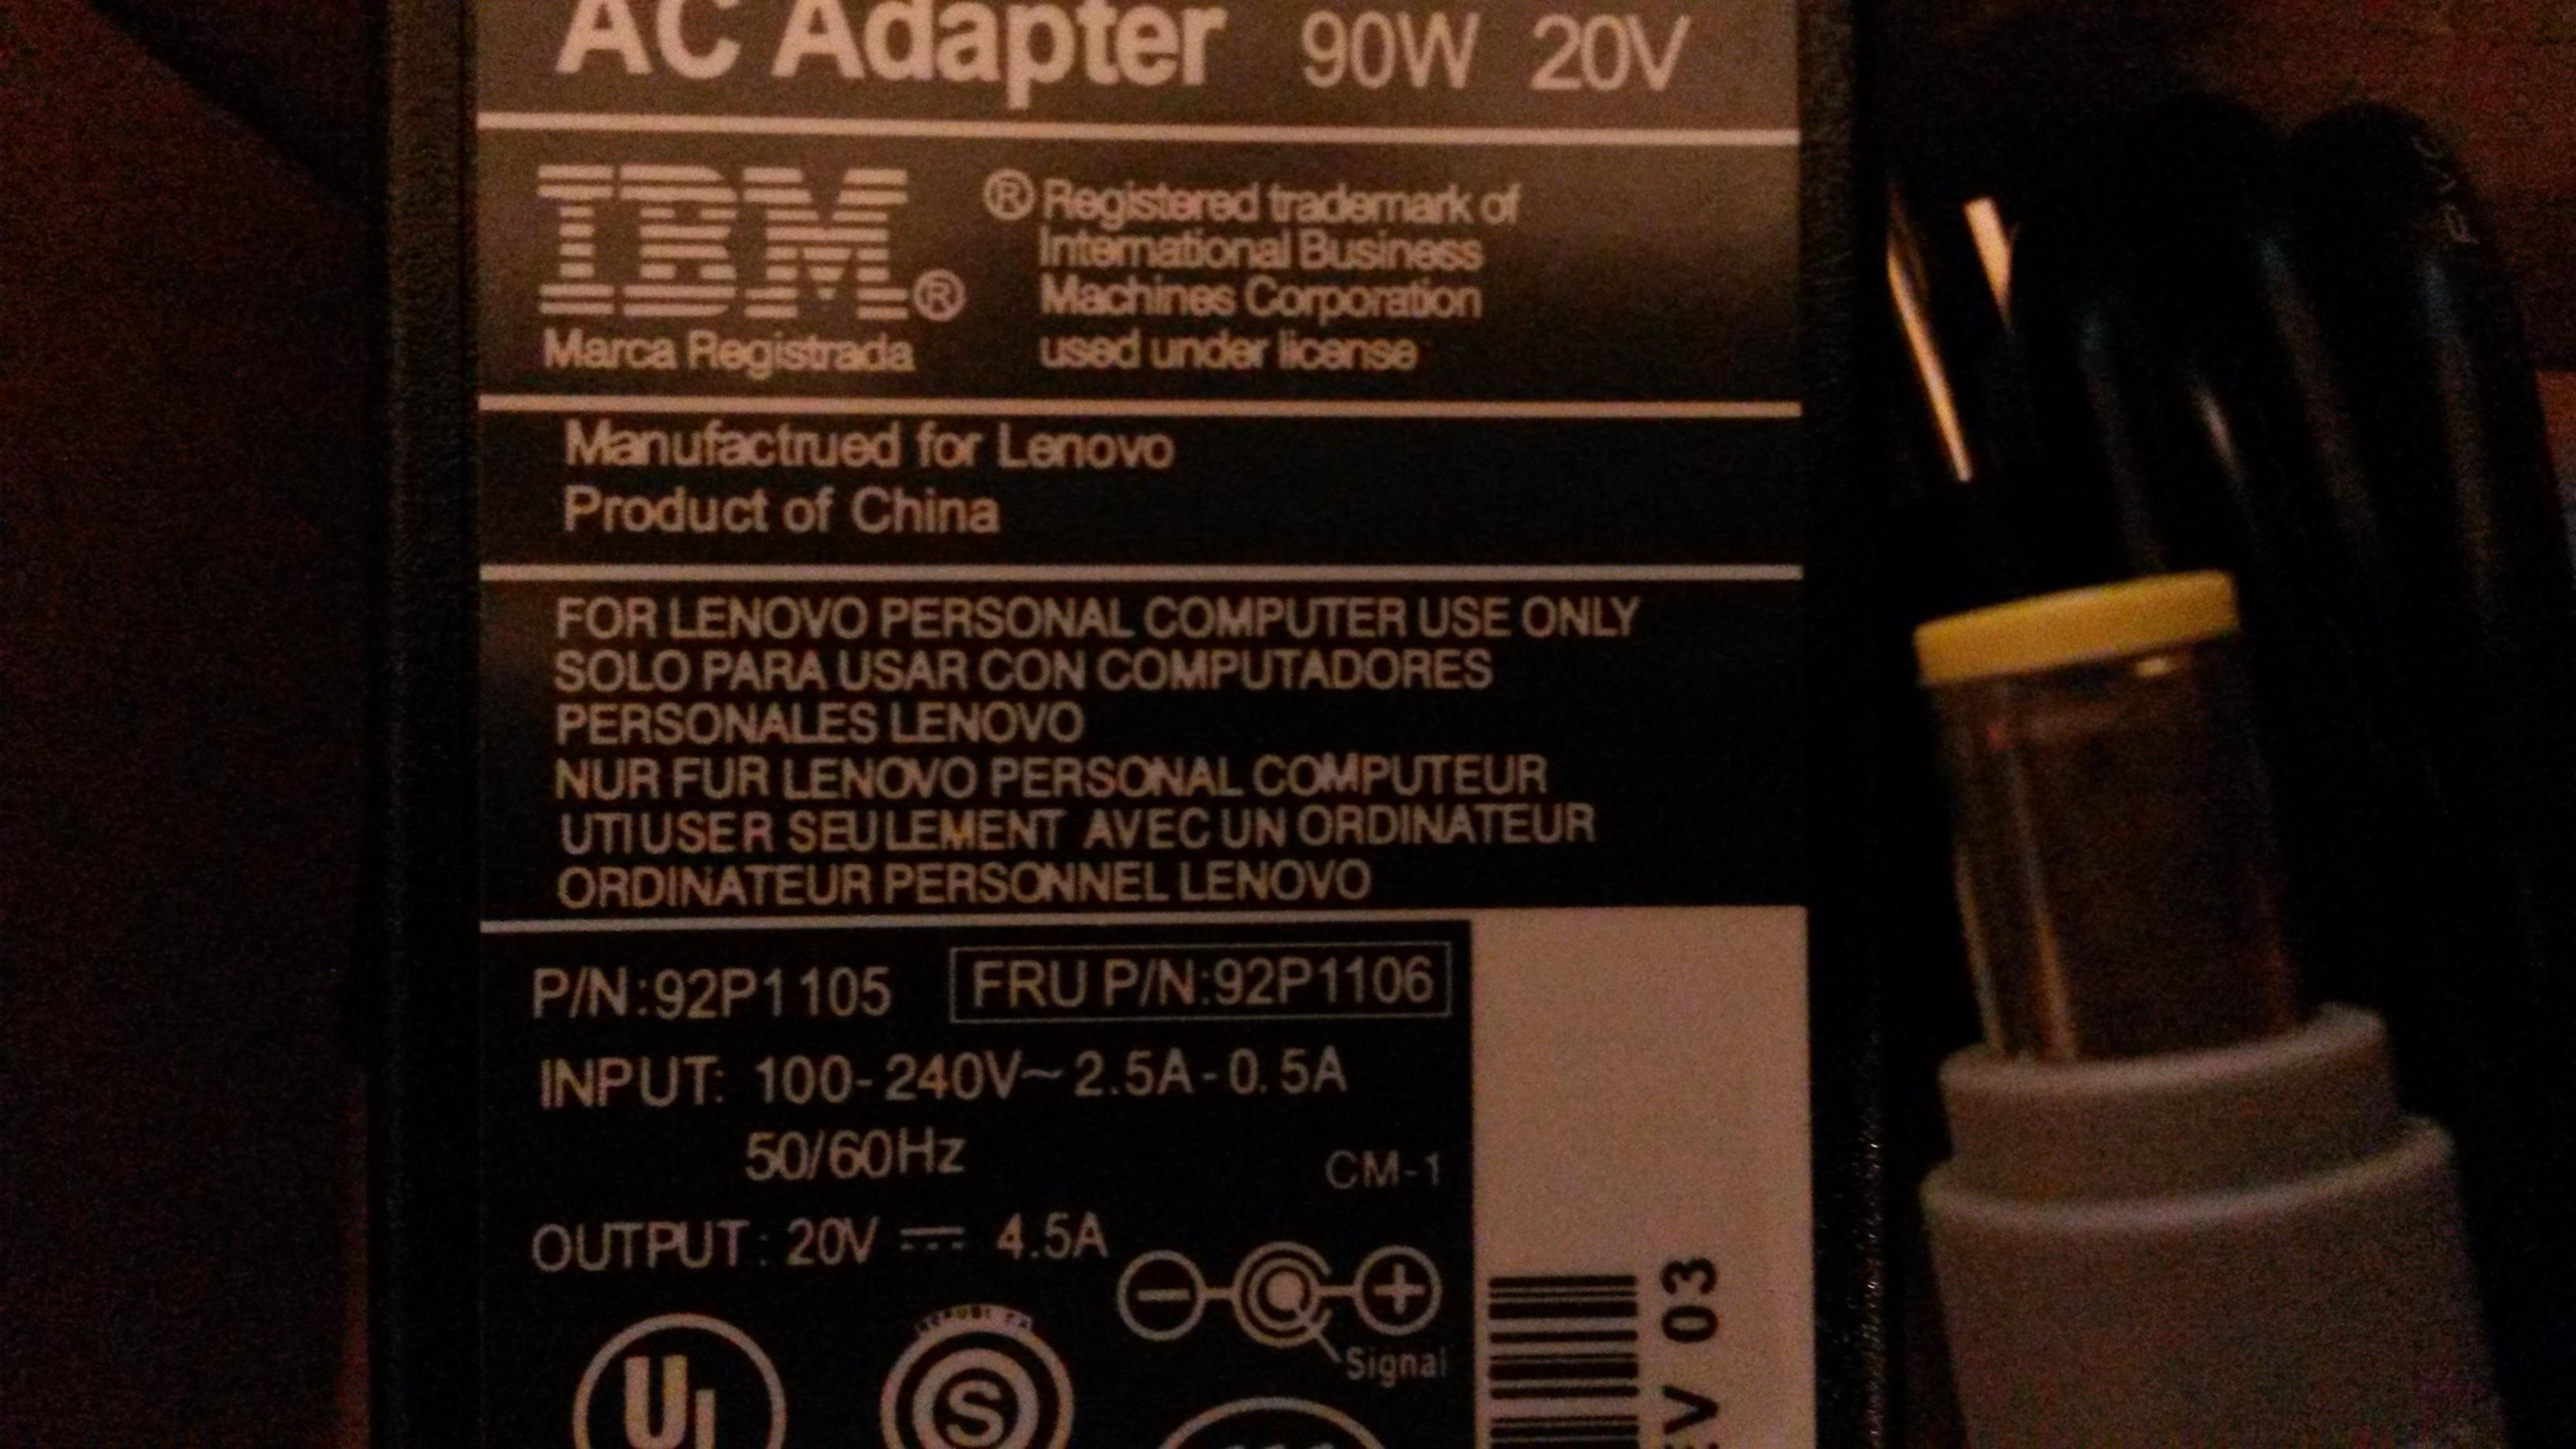 AC Adapter 90W 20V
IBM®
Marca Registrada
® Registered trademark of
International Business
Machines Corporation
used under license
Manufactrued for Lenovo
Product of China
FOR LENOVO PERSONAL COMPUTER USE ONLY
SOLO PARA USAR CON COMPUTADORES
PERSONALES LENOVO
NUR FUR LENOVO PERSONAL COMPUTEUR
UTIUSER SEULEMENT AVEC UN ORDINATEUR
ORDINATEUR PERSONNEL LENOVO
P/N:92P1105 FRU P/N:92P1106
INPUT: 100-240V~2.5A-0.5A
50/60Hz
CM-1
OUTPUT: 20V ⎓ 4.5A
Signal
UL
S
03